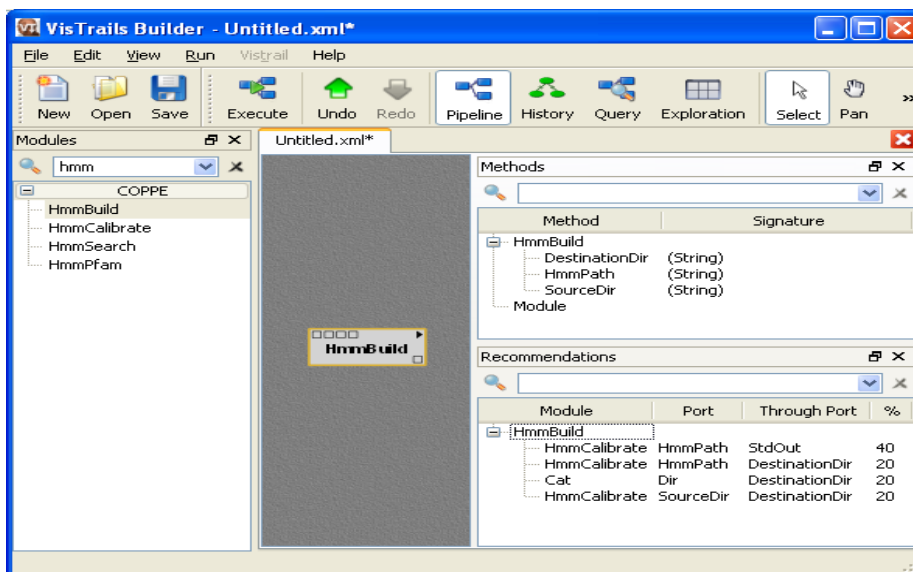 VisTrails Builder - Untitled.xml*
File Edit View Run Vistrail Help
New Open Save Execute Undo Redo Pipeline History Query Exploration Select Pan
Modules
Untitled.xml*
hmm
COPPE
HmmBuild
HmmCalibrate
HmmSearch
HmmPfam
HmmBuild
Methods
Method Signature
HmmBuild
DestinationDir (String)
HmmPath (String)
SourceDir (String)
Module
Recommendations
Module Port Through Port %
HmmBuild
HmmCalibrate HmmPath StdOut 40
HmmCalibrate HmmPath DestinationDir 20
Cat Dir DestinationDir 20
HmmCalibrate SourceDir DestinationDir 20